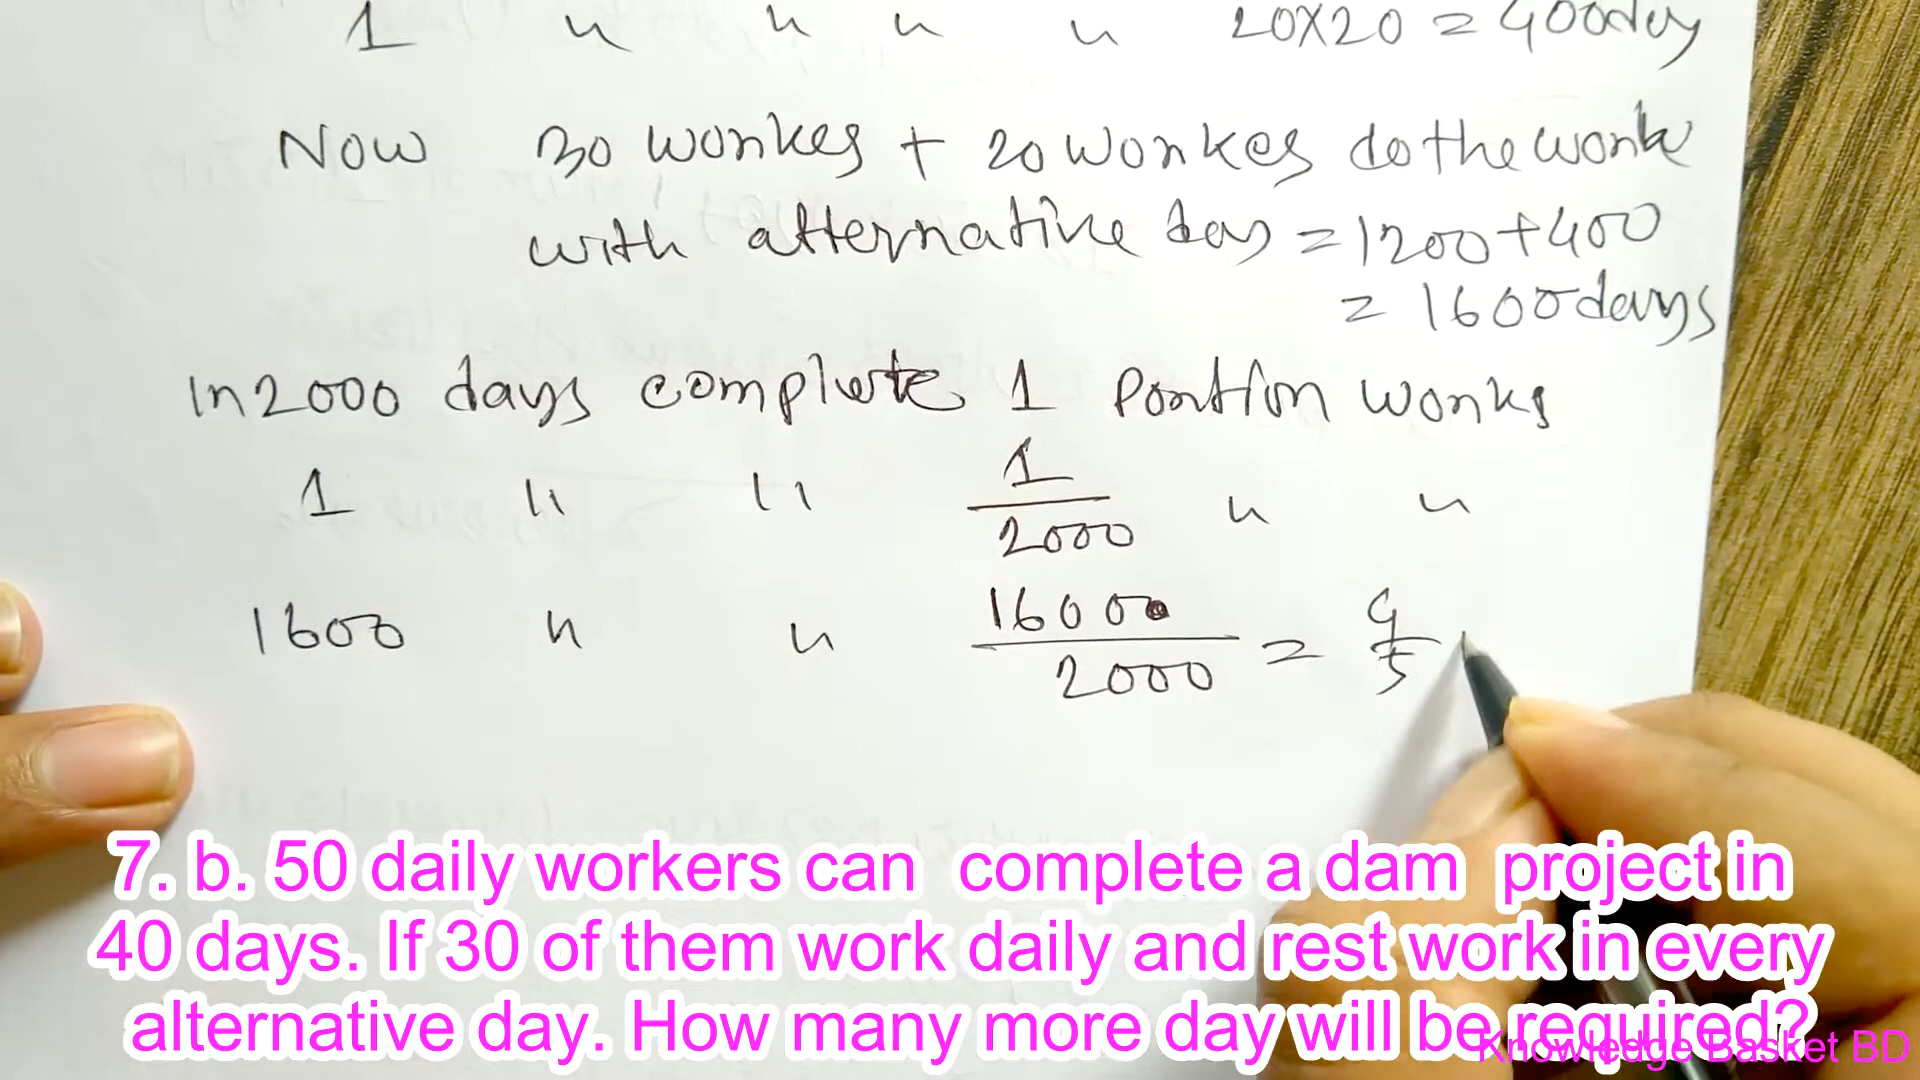 1 " " " " 20X20 = 400day
Now 30 workes + 20 workes do the work
with alternative day = 1200 + 400
= 1600 days
In 2000 days complete 1 Portion works
1 " " 1/2000 " "
1600 " " 16000/2000 = 4/5
7. b. 50 daily workers can complete a dam project in
40 days. If 30 of them work daily and rest work in every
alternative day. How many more day will be required?
Knowledge Basket BD